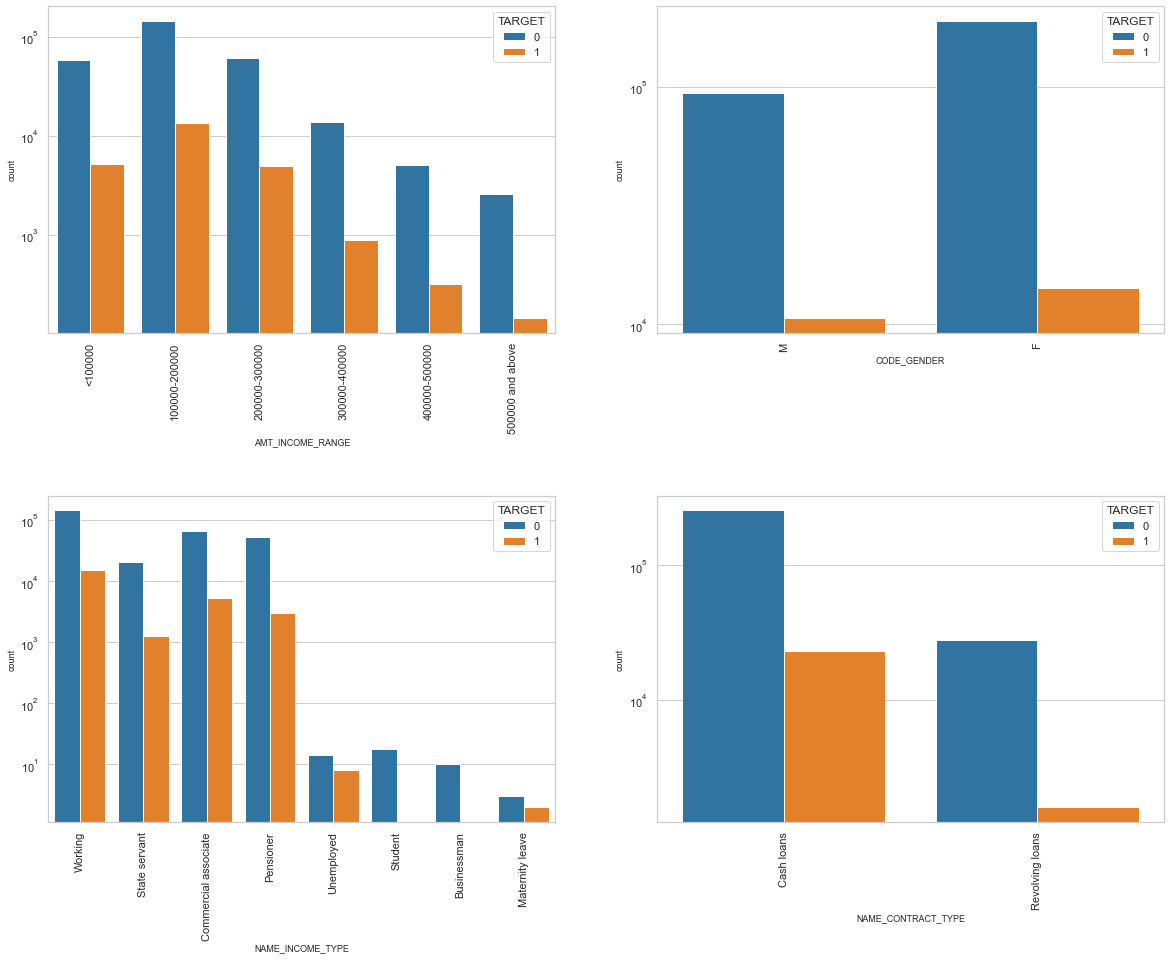 TARGET
0
1
10^5
10^4
10^3
count
<100000
100000-200000
200000-300000
300000-400000
400000-500000
500000 and above
AMT_INCOME_RANGE
TARGET
0
1
10^5
10^4
count
M
F
CODE_GENDER
TARGET
0
1
10^5
10^4
10^3
10^2
10^1
count
Working
State servant
Commercial associate
Pensioner
Unemployed
Student
Businessman
Maternity leave
NAME_INCOME_TYPE
TARGET
0
1
10^5
10^4
count
Cash loans
Revolving loans
NAME_CONTRACT_TYPE